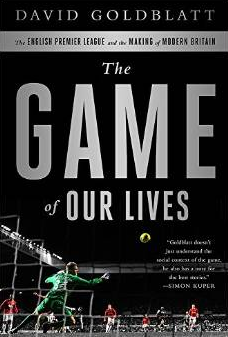 DAVID GOLDBLATT
The ENGLISH PREMIER LEAGUE and the MAKING of MODERN BRITAIN
The
GAME
of OUR LIVES
"Goldblatt doesn't
just understand the
social context of the game,
he also has a nose for
the best stories."
—SIMON KUPER